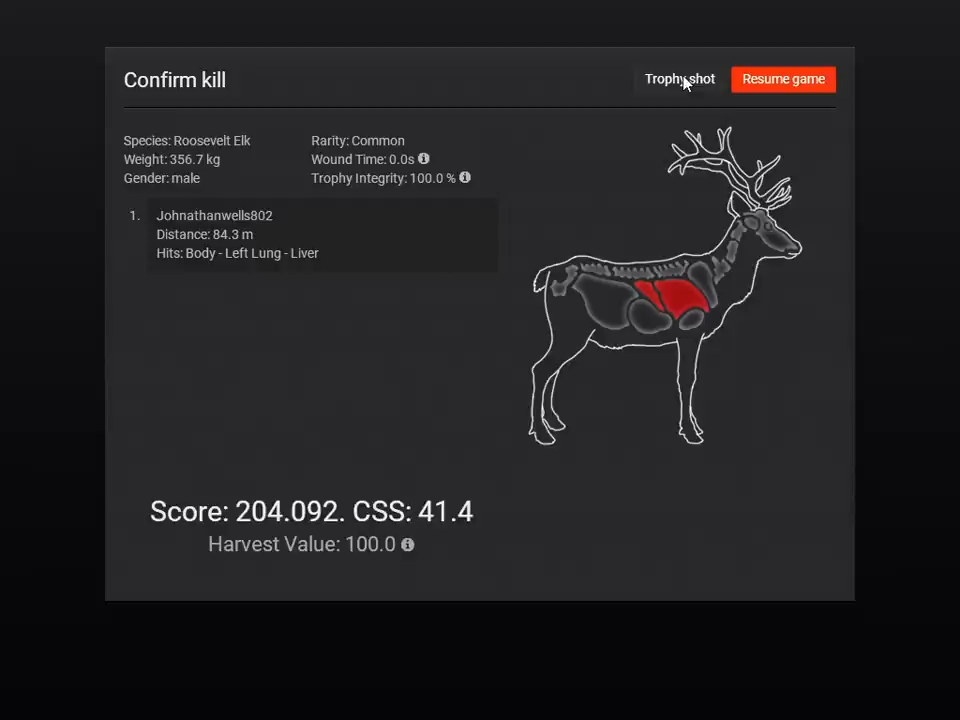 Confirm kill
Trophy shot
Resume game
Species: Roosevelt Elk
Weight: 356.7 kg
Gender: male
Rarity: Common
Wound Time: 0.0s
Trophy Integrity: 100.0 %
1. Johnathanwells802
Distance: 84.3 m
Hits: Body - Left Lung - Liver
Score: 204.092. CSS: 41.4
Harvest Value: 100.0